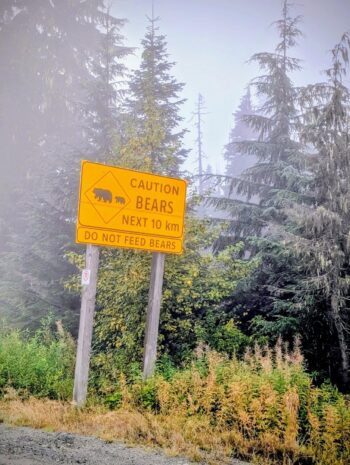 CAUTION
BEARS
NEXT 10 km
DO NOT FEED BEARS